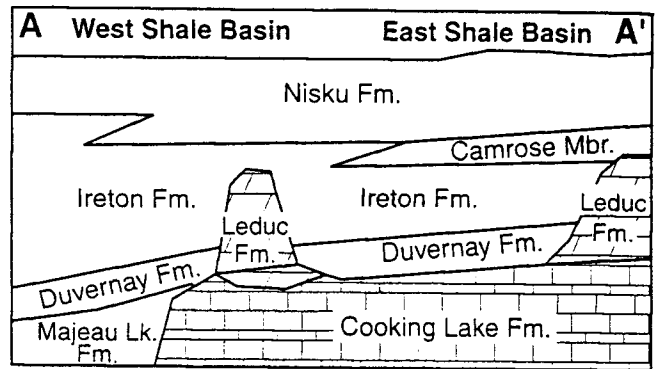 A West Shale Basin East Shale Basin A'
Nisku Fm.
Camrose Mbr.
Ireton Fm. Ireton Fm.
Leduc Fm.
Leduc Fm.
Duvernay Fm. Duvernay Fm.
Majeau Lk. Fm.
Cooking Lake Fm.